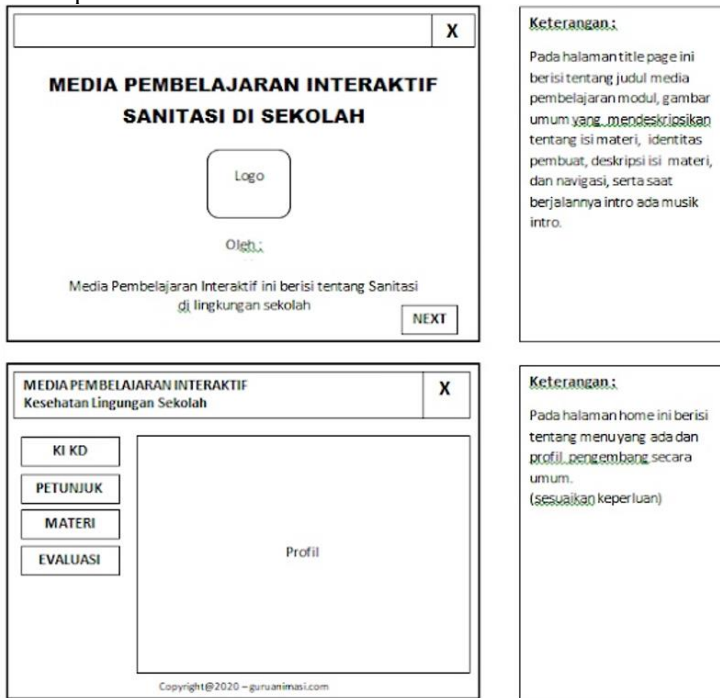 X
MEDIA PEMBELAJARAN INTERAKTIF
SANITASI DI SEKOLAH
Logo
Oleh :
Media Pembelajaran Interaktif ini berisi tentang Sanitasi
di lingkungan sekolah
NEXT
Keterangan :
Pada halaman title page ini
berisi tentang judul media
pembelajaran modul, gambar
umum yang mendeskripsikan
tentang isi materi, identitas
pembuat, deskripsi isi materi,
dan navigasi, serta saat
berjalannya intro ada musik
intro.
MEDIA PEMBELAJARAN INTERAKTIF
Kesehatan Lingungan Sekolah
X
KI KD
PETUNJUK
MATERI
EVALUASI
Profil
Copyright@2020 – guruanimasi.com
Keterangan :
Pada halaman home ini berisi
tentang menu yang ada dan
profil pengembang secara
umum.
(sesuaikan keperluan)